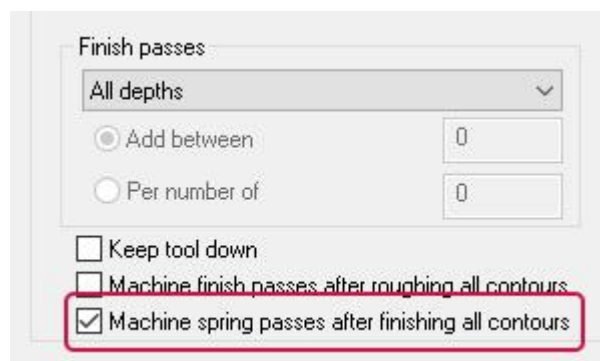 Finish passes
All depths
Add between 0
Per number of 0
Keep tool down
Machine finish passes after roughing all contours
Machine spring passes after finishing all contours